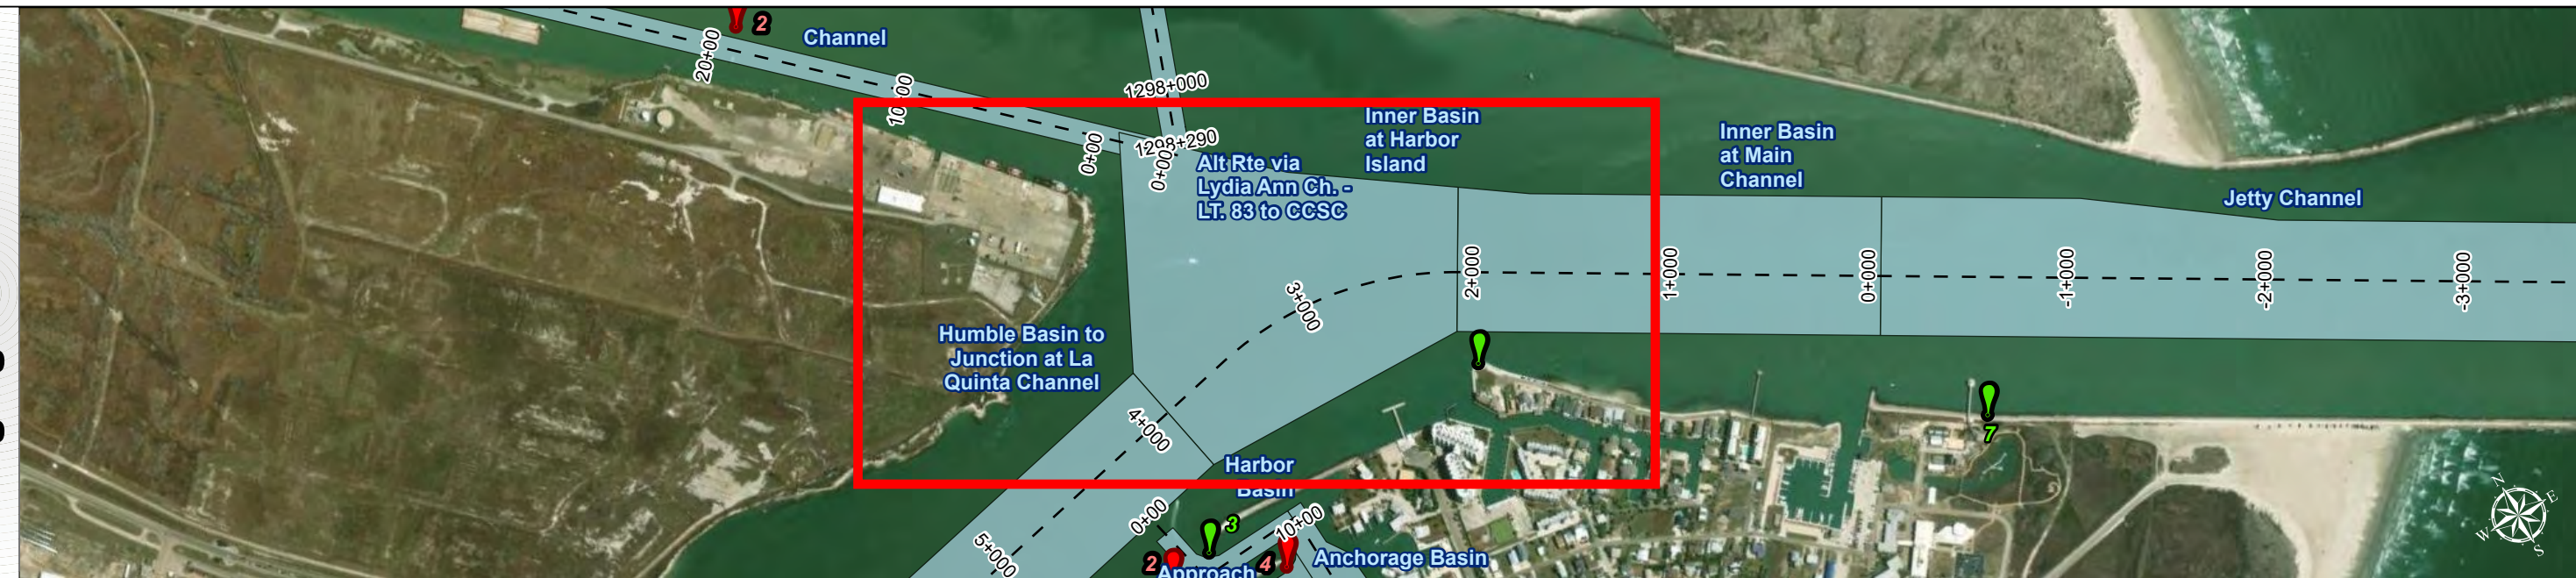 2
Channel
20+00
10+00
1298+000
0+00
1298+290
0+00
Alt Rte via
Lydia Ann Ch. -
LT. 83 to CCSC
Inner Basin
at Harbor
Island
Inner Basin
at Main
Channel
Jetty Channel
3+000
2+000
1+000
0+000
-1+000
-2+000
-3+000
Humble Basin to
Junction at La
Quinta Channel
4+000
7
Harbor
Basin
0+00
3
10+00
5+000
2
Approach
4
Anchorage Basin
N
E
W
S